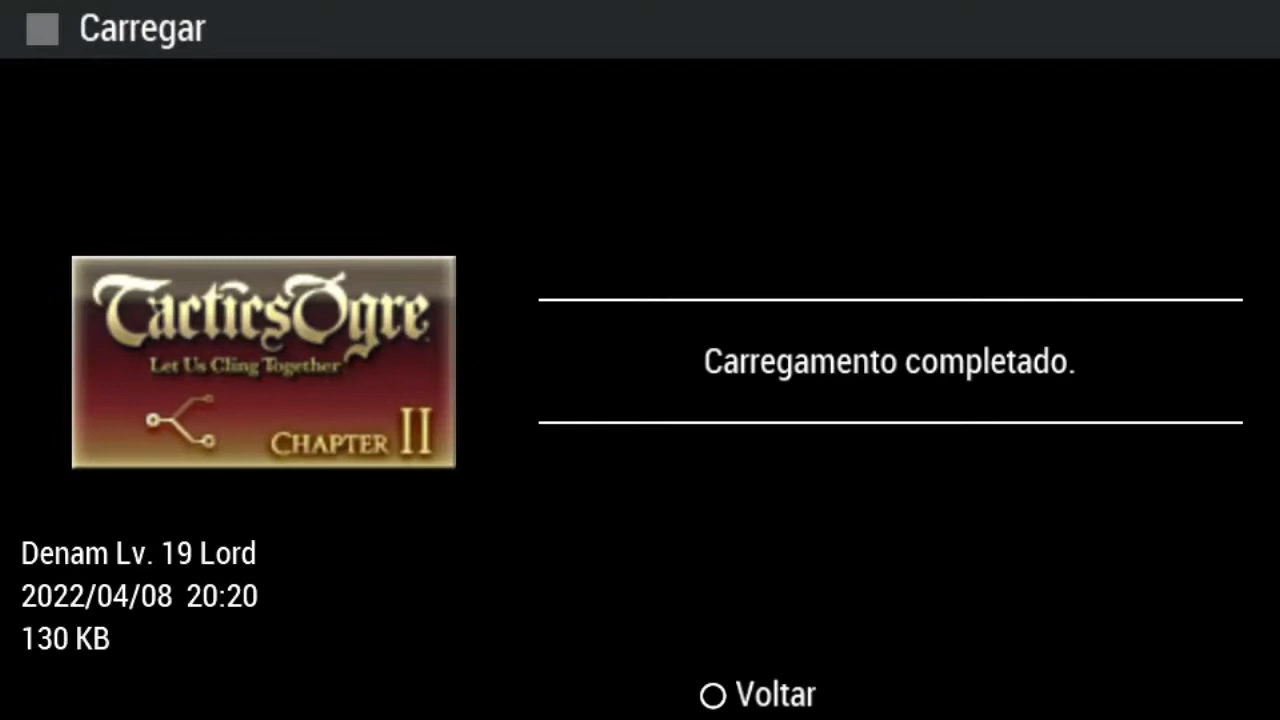 Carregar
TacticsOgre
Let Us Cling Together
CHAPTER II
Carregamento completado.
Denam Lv. 19 Lord
2022/04/08 20:20
130 KB
Voltar